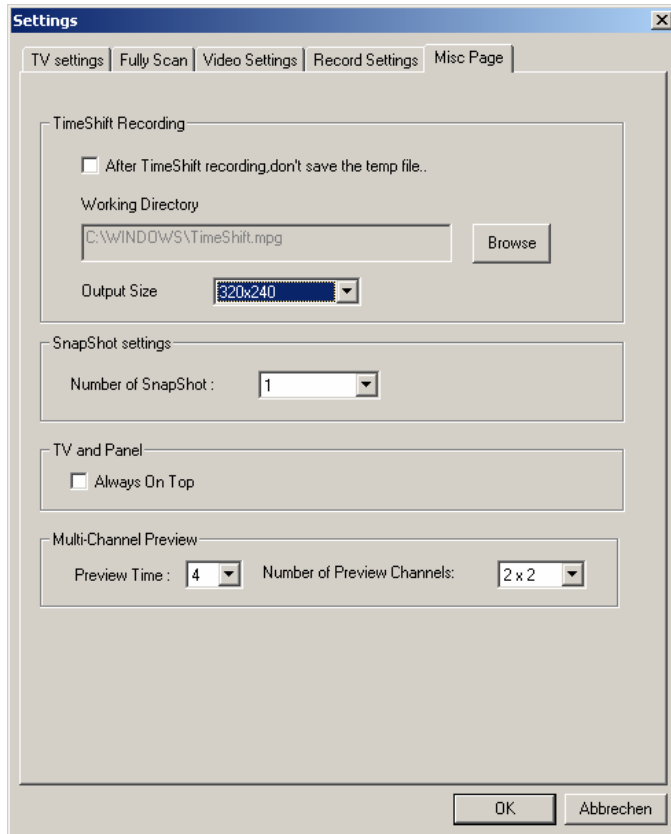 Settings
TV settings Fully Scan Video Settings Record Settings Misc Page
TimeShift Recording
After TimeShift recording,don't save the temp file..
Working Directory
C:\WINDOWS\TimeShift.mpg Browse
Output Size 320x240
SnapShot settings
Number of SnapShot : 1
TV and Panel
Always On Top
Multi-Channel Preview
Preview Time : 4 Number of Preview Channels: 2 x 2
OK Abbrechen